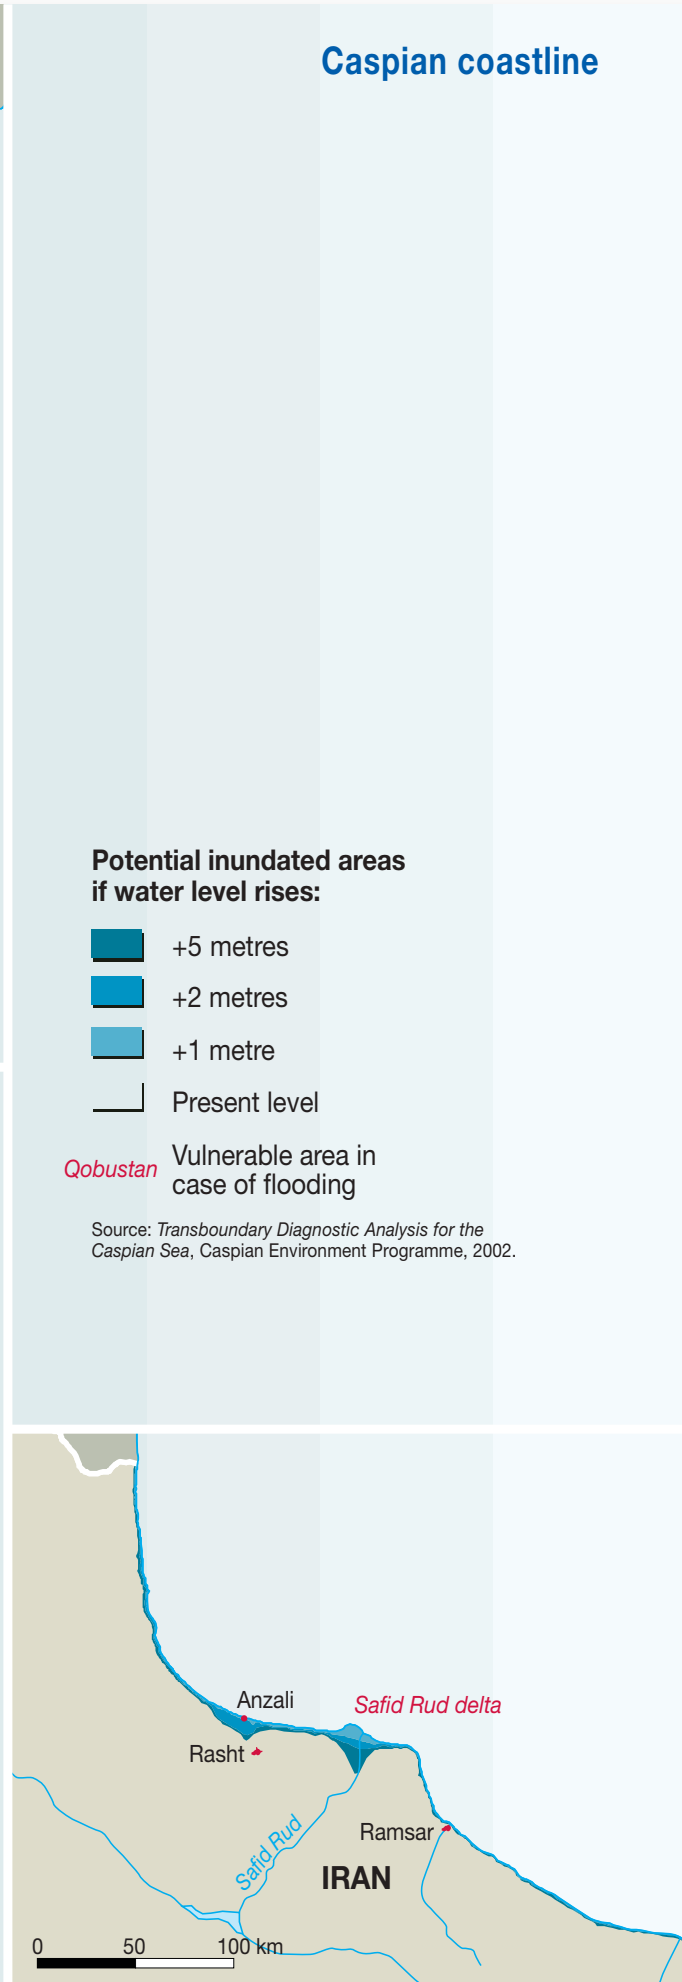 Caspian coastline
Potential inundated areas
if water level rises:
+5 metres
+2 metres
+1 metre
Present level
Qobustan
Vulnerable area in
case of flooding
Source: Transboundary Diagnostic Analysis for the
Caspian Sea, Caspian Environment Programme, 2002.
Anzali
Safid Rud delta
Rasht
Ramsar
Safid Rud
IRAN
0 50 100 km